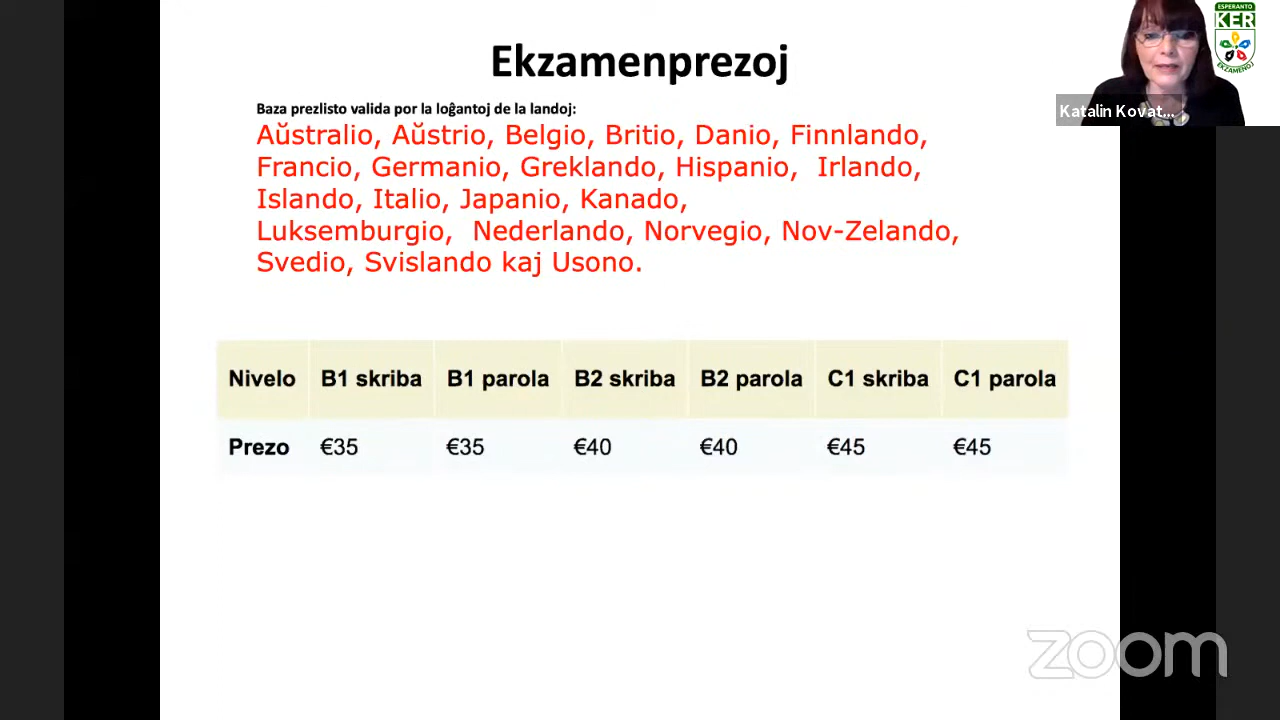 Ekzamenprezoj
Baza prezlisto valida por la loĝantoj de la landoj:
Aŭstralio, Aŭstrio, Belgio, Britio, Danio, Finnlando,
Francio, Germanio, Greklando, Hispanio, Irlando,
Islando, Italio, Japanio, Kanado,
Luksemburgio, Nederlando, Norvegio, Nov-Zelando,
Svedio, Svislando kaj Usono.
Nivelo B1 skriba B1 parola B2 skriba B2 parola C1 skriba C1 parola
Prezo €35 €35 €40 €40 €45 €45
ESPERANTO
KER
EKZAMENOJ
Katalin Kovat...
zoom